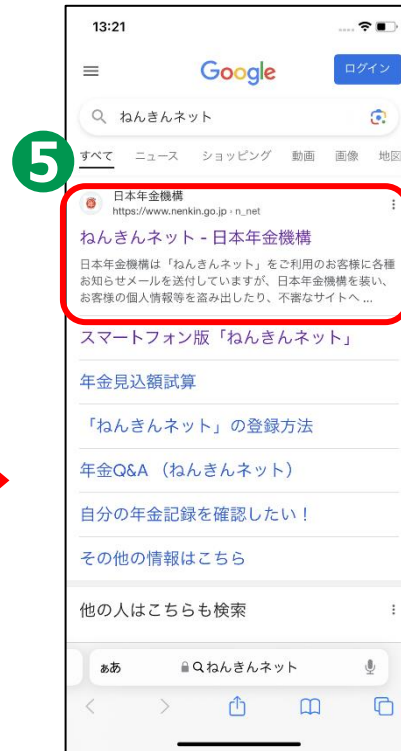 13:21
Google
ログイン
ねんきんネット
5
すべて ニュース ショッピング 動画 画像 地図
日本年金機構
https://www.nenkin.go.jp › n_net
ねんきんネット - 日本年金機構
日本年金機構は「ねんきんネット」をご利用のお客様に各種
お知らせメールを送付していますが、日本年金機構を装い、
お客様の個人情報等を盗み出したり、不審なサイトへ ...
スマートフォン版「ねんきんネット」
年金見込額試算
「ねんきんネット」の登録方法
年金Q&A （ねんきんネット）
自分の年金記録を確認したい！
その他の情報はこちら
他の人はこちらも検索
ぁあ ねんきんネット